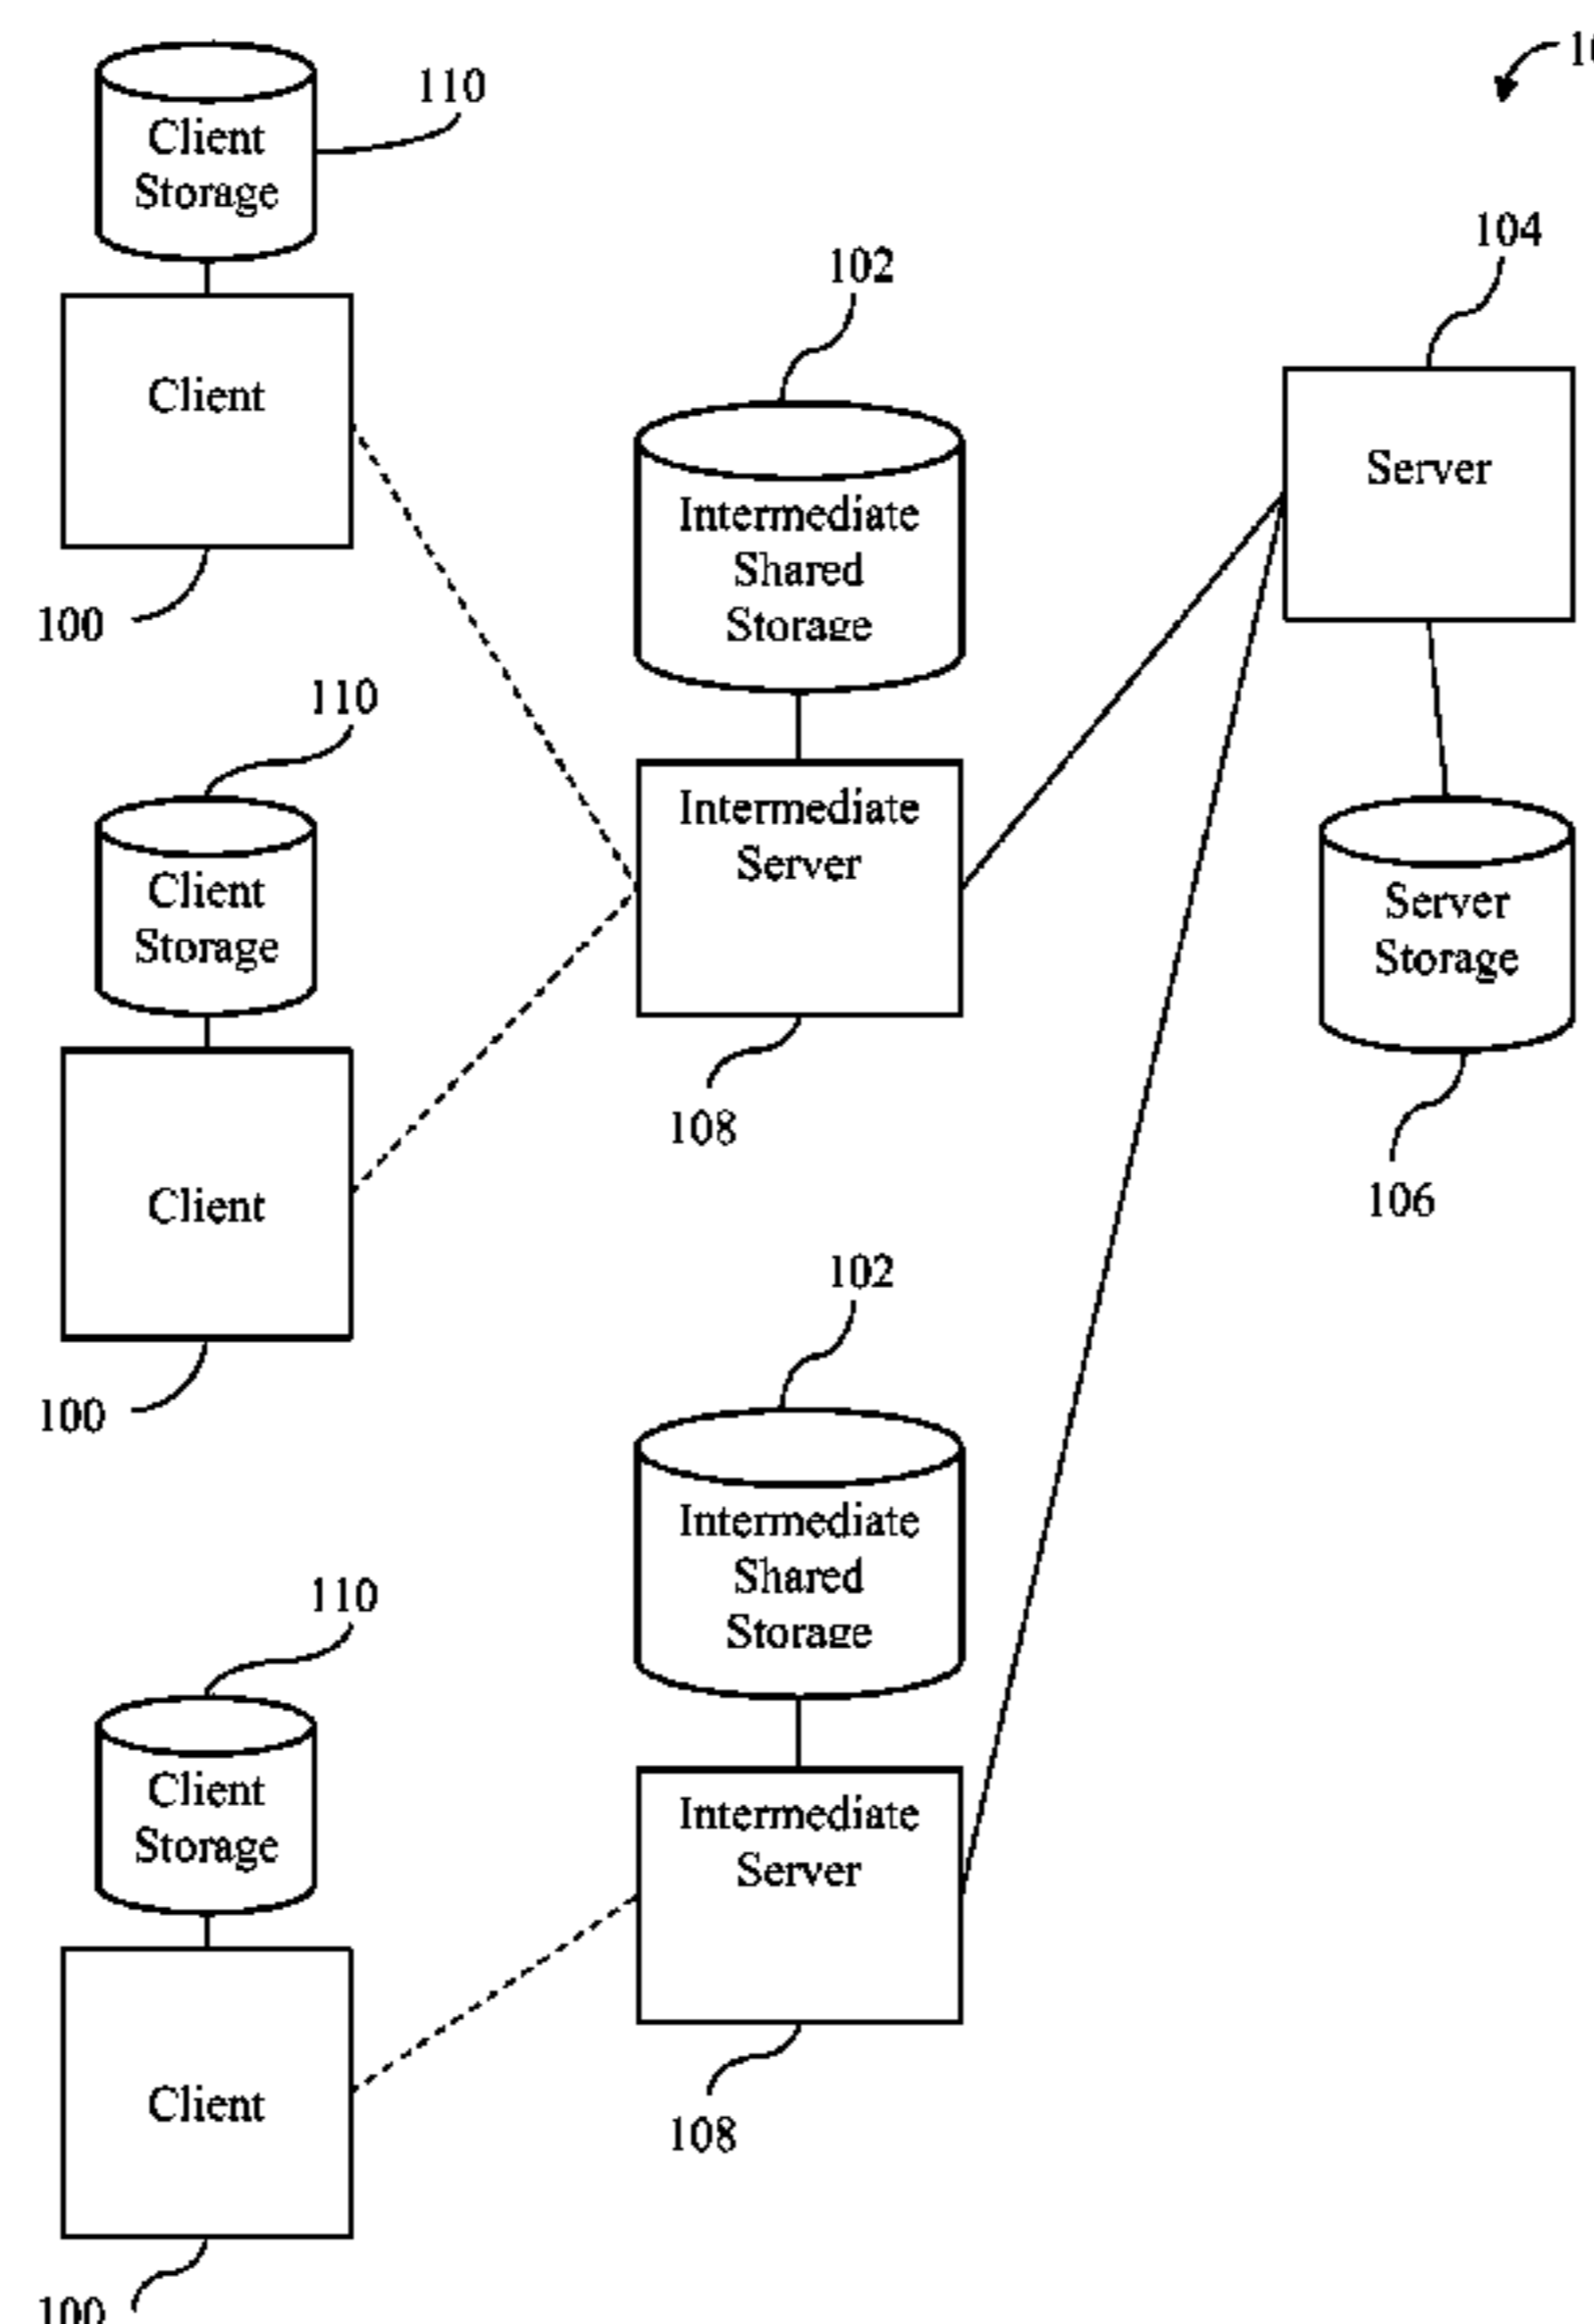 110
Client
Storage
Client
100
110
Client
Storage
Client
100
110
Client
Storage
Client
100
102
Intermediate
Shared
Storage
Intermediate
Server
108
102
Intermediate
Shared
Storage
Intermediate
Server
108
104
Server
Server
Storage
106